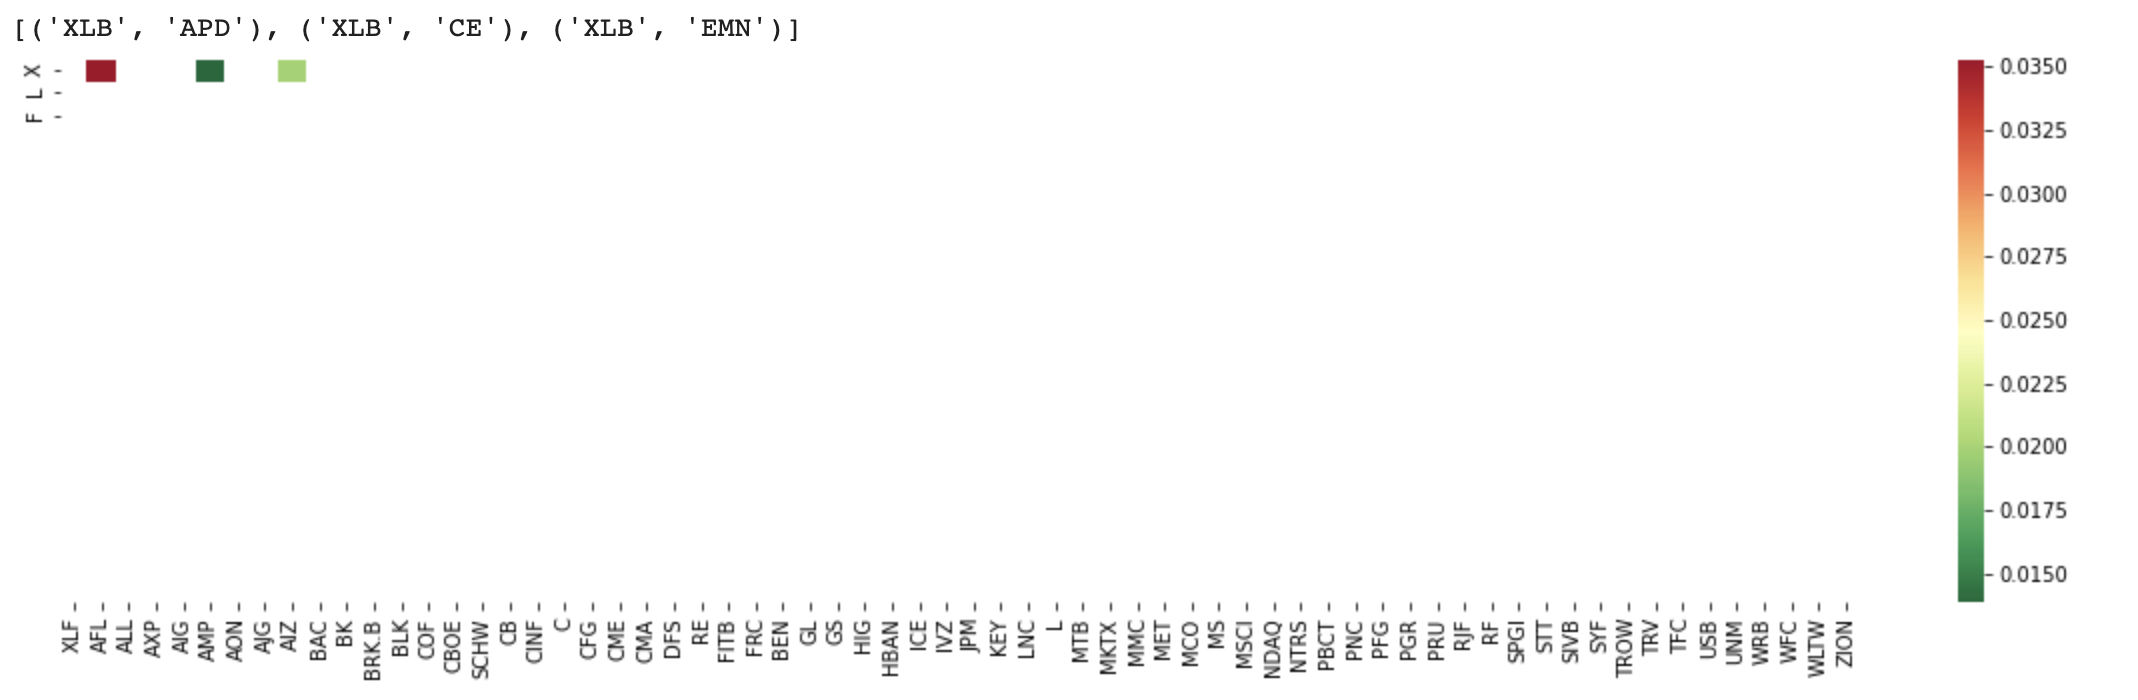 [('XLB', 'APD'), ('XLB', 'CE'), ('XLB', 'EMN')]
X
L
F
0.0350
0.0325
0.0300
0.0275
0.0250
0.0225
0.0200
0.0175
0.0150
XLF
AFL
ALL
AXP
AIG
AMP
AON
AJG
AIZ
BAC
BK
BRK.B
BLK
COF
CBOE
SCHW
CB
CINF
C
CFG
CME
CMA
DFS
RE
FITB
FRC
BEN
GL
GS
HIG
HBAN
ICE
IVZ
JPM
KEY
LNC
L
MTB
MKTX
MMC
MET
MCO
MS
MSCI
NDAQ
NTRS
PBCT
PNC
PFG
PGR
PRU
RJF
RF
SPGI
STT
SIVB
SYF
TROW
TRV
TFC
USB
UNM
WRB
WFC
WLTW
ZION